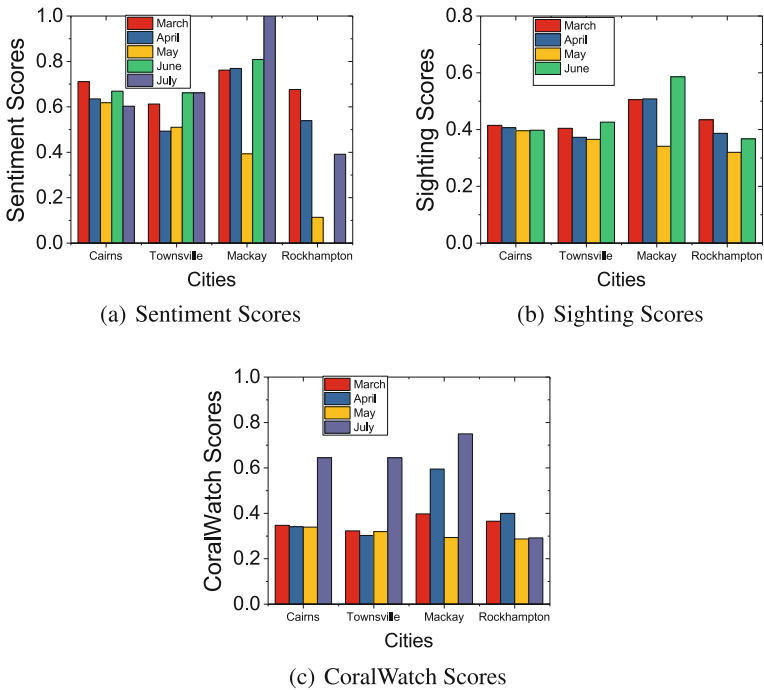 1.0
0.8
0.6
0.4
0.2
0.0
Sentiment Scores
March
April
May
June
July
Cairns Townsville Mackay Rockhampton
Cities
(a) Sentiment Scores
0.8
0.6
0.4
0.2
0.0
Sighting Scores
March
April
May
June
Cairns Townsville Mackay Rockhampton
Cities
(b) Sighting Scores
1.0
0.8
0.6
0.4
0.2
0.0
CoralWatch Scores
March
April
May
July
Cairns Townsville Mackay Rockhampton
Cities
(c) CoralWatch Scores